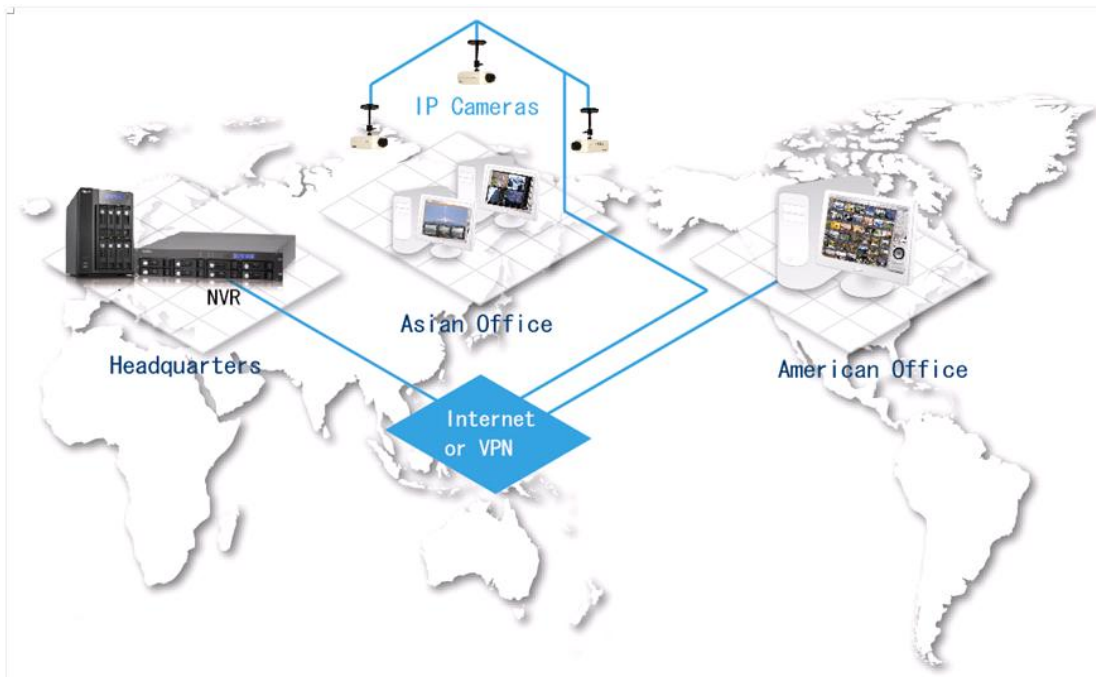 IP Cameras
NVR
Asian Office
Headquarters
American Office
Internet
or VPN